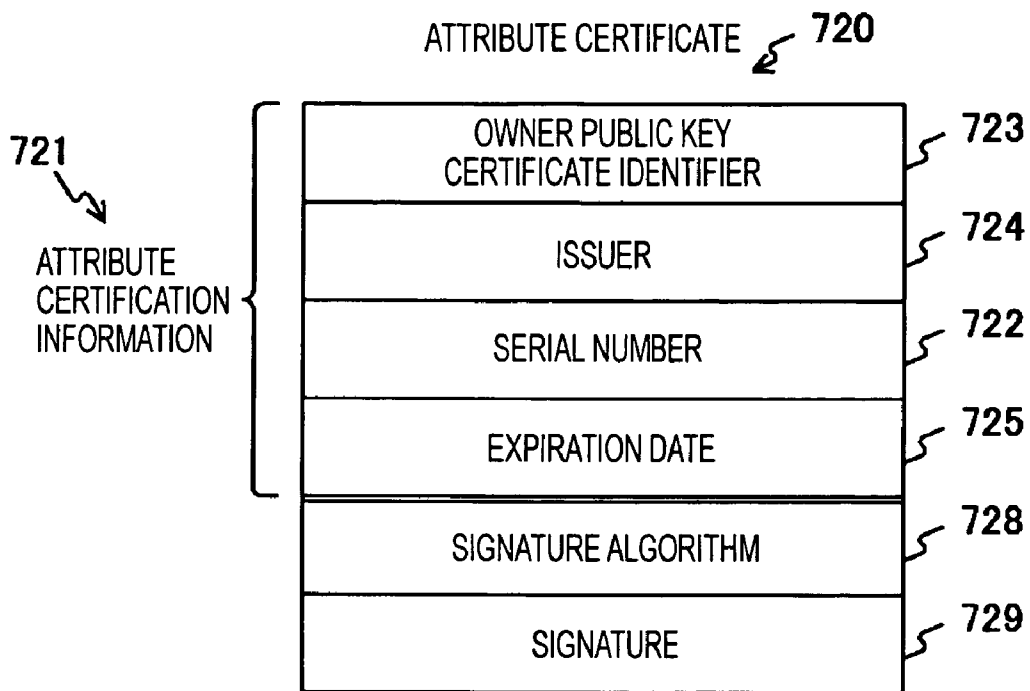 ATTRIBUTE CERTIFICATE 720
721
ATTRIBUTE
CERTIFICATION
INFORMATION
OWNER PUBLIC KEY
CERTIFICATE IDENTIFIER
723
ISSUER
724
SERIAL NUMBER
722
EXPIRATION DATE
725
SIGNATURE ALGORITHM
728
SIGNATURE
729